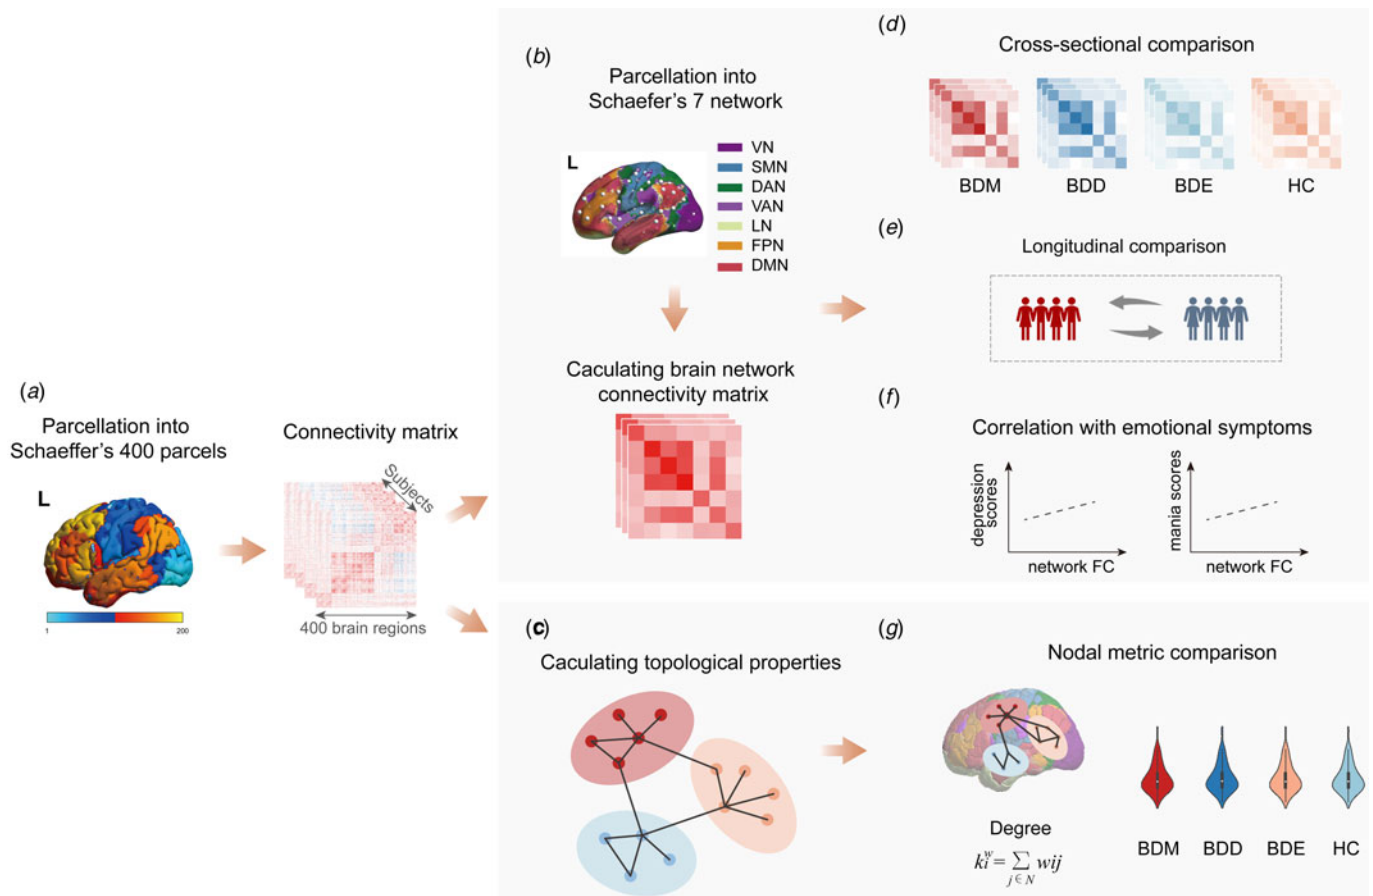 (a)
Parcellation into
Schaeffer's 400 parcels
L
1
200
Connectivity matrix
Subjects
400 brain regions
(b)
Parcellation into
Schaefer's 7 network
L
VN
SMN
DAN
VAN
LN
FPN
DMN
Caculating brain network
connectivity matrix
(c)
Caculating topological properties
(d)
Cross-sectional comparison
BDM
BDD
BDE
HC
(e)
Longitudinal comparison
(f)
Correlation with emotional symptoms
depression
scores
network FC
mania scores
network FC
(g)
Nodal metric comparison
Degree
k_i^w = ∑_{j ∈ N} wij
BDM
BDD
BDE
HC